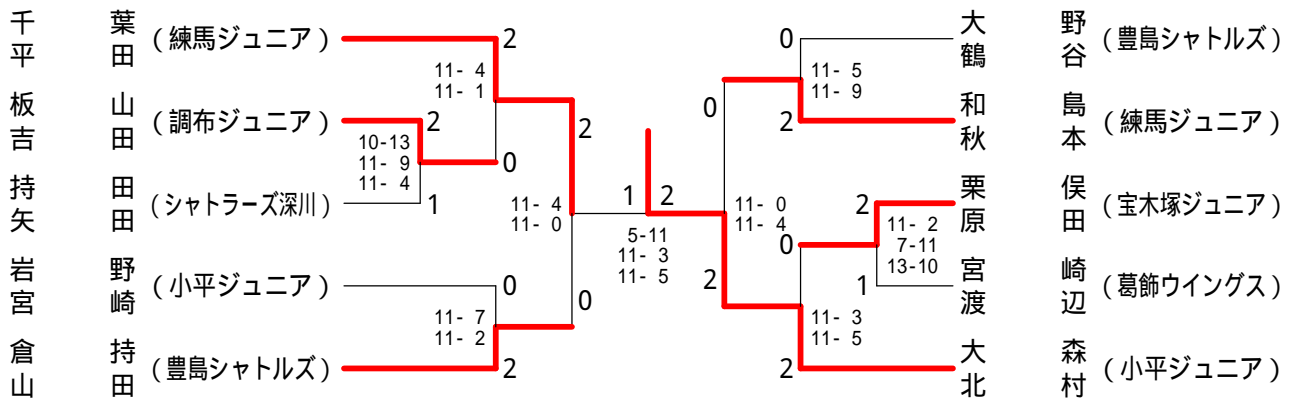 千 葉
平 田
(練馬ジュニア)
板 山
吉 田
(調布ジュニア)
持 田
矢 田
(シャトラーズ深川)
岩 野
宮 崎
(小平ジュニア)
倉 持
山 田
(豊島シャトルズ)
2
11- 4
11- 1
2
10-13
11- 9
11- 4
0
1
2
11- 4
11- 0
0
0
11- 7
11- 2
2
1 2
5-11
11- 3
11- 5
0
11- 0
11- 4
2
0
11- 5
11- 9
2
2
11- 2
7-11
13-10
0
1
11- 3
11- 5
2
大 野
鶴 谷
(豊島シャトルズ)
和 島
秋 本
(練馬ジュニア)
栗 俣
原 田
(宝木塚ジュニア)
宮 崎
渡 辺
(葛飾ウイングス)
大 森
北 村
(小平ジュニア)